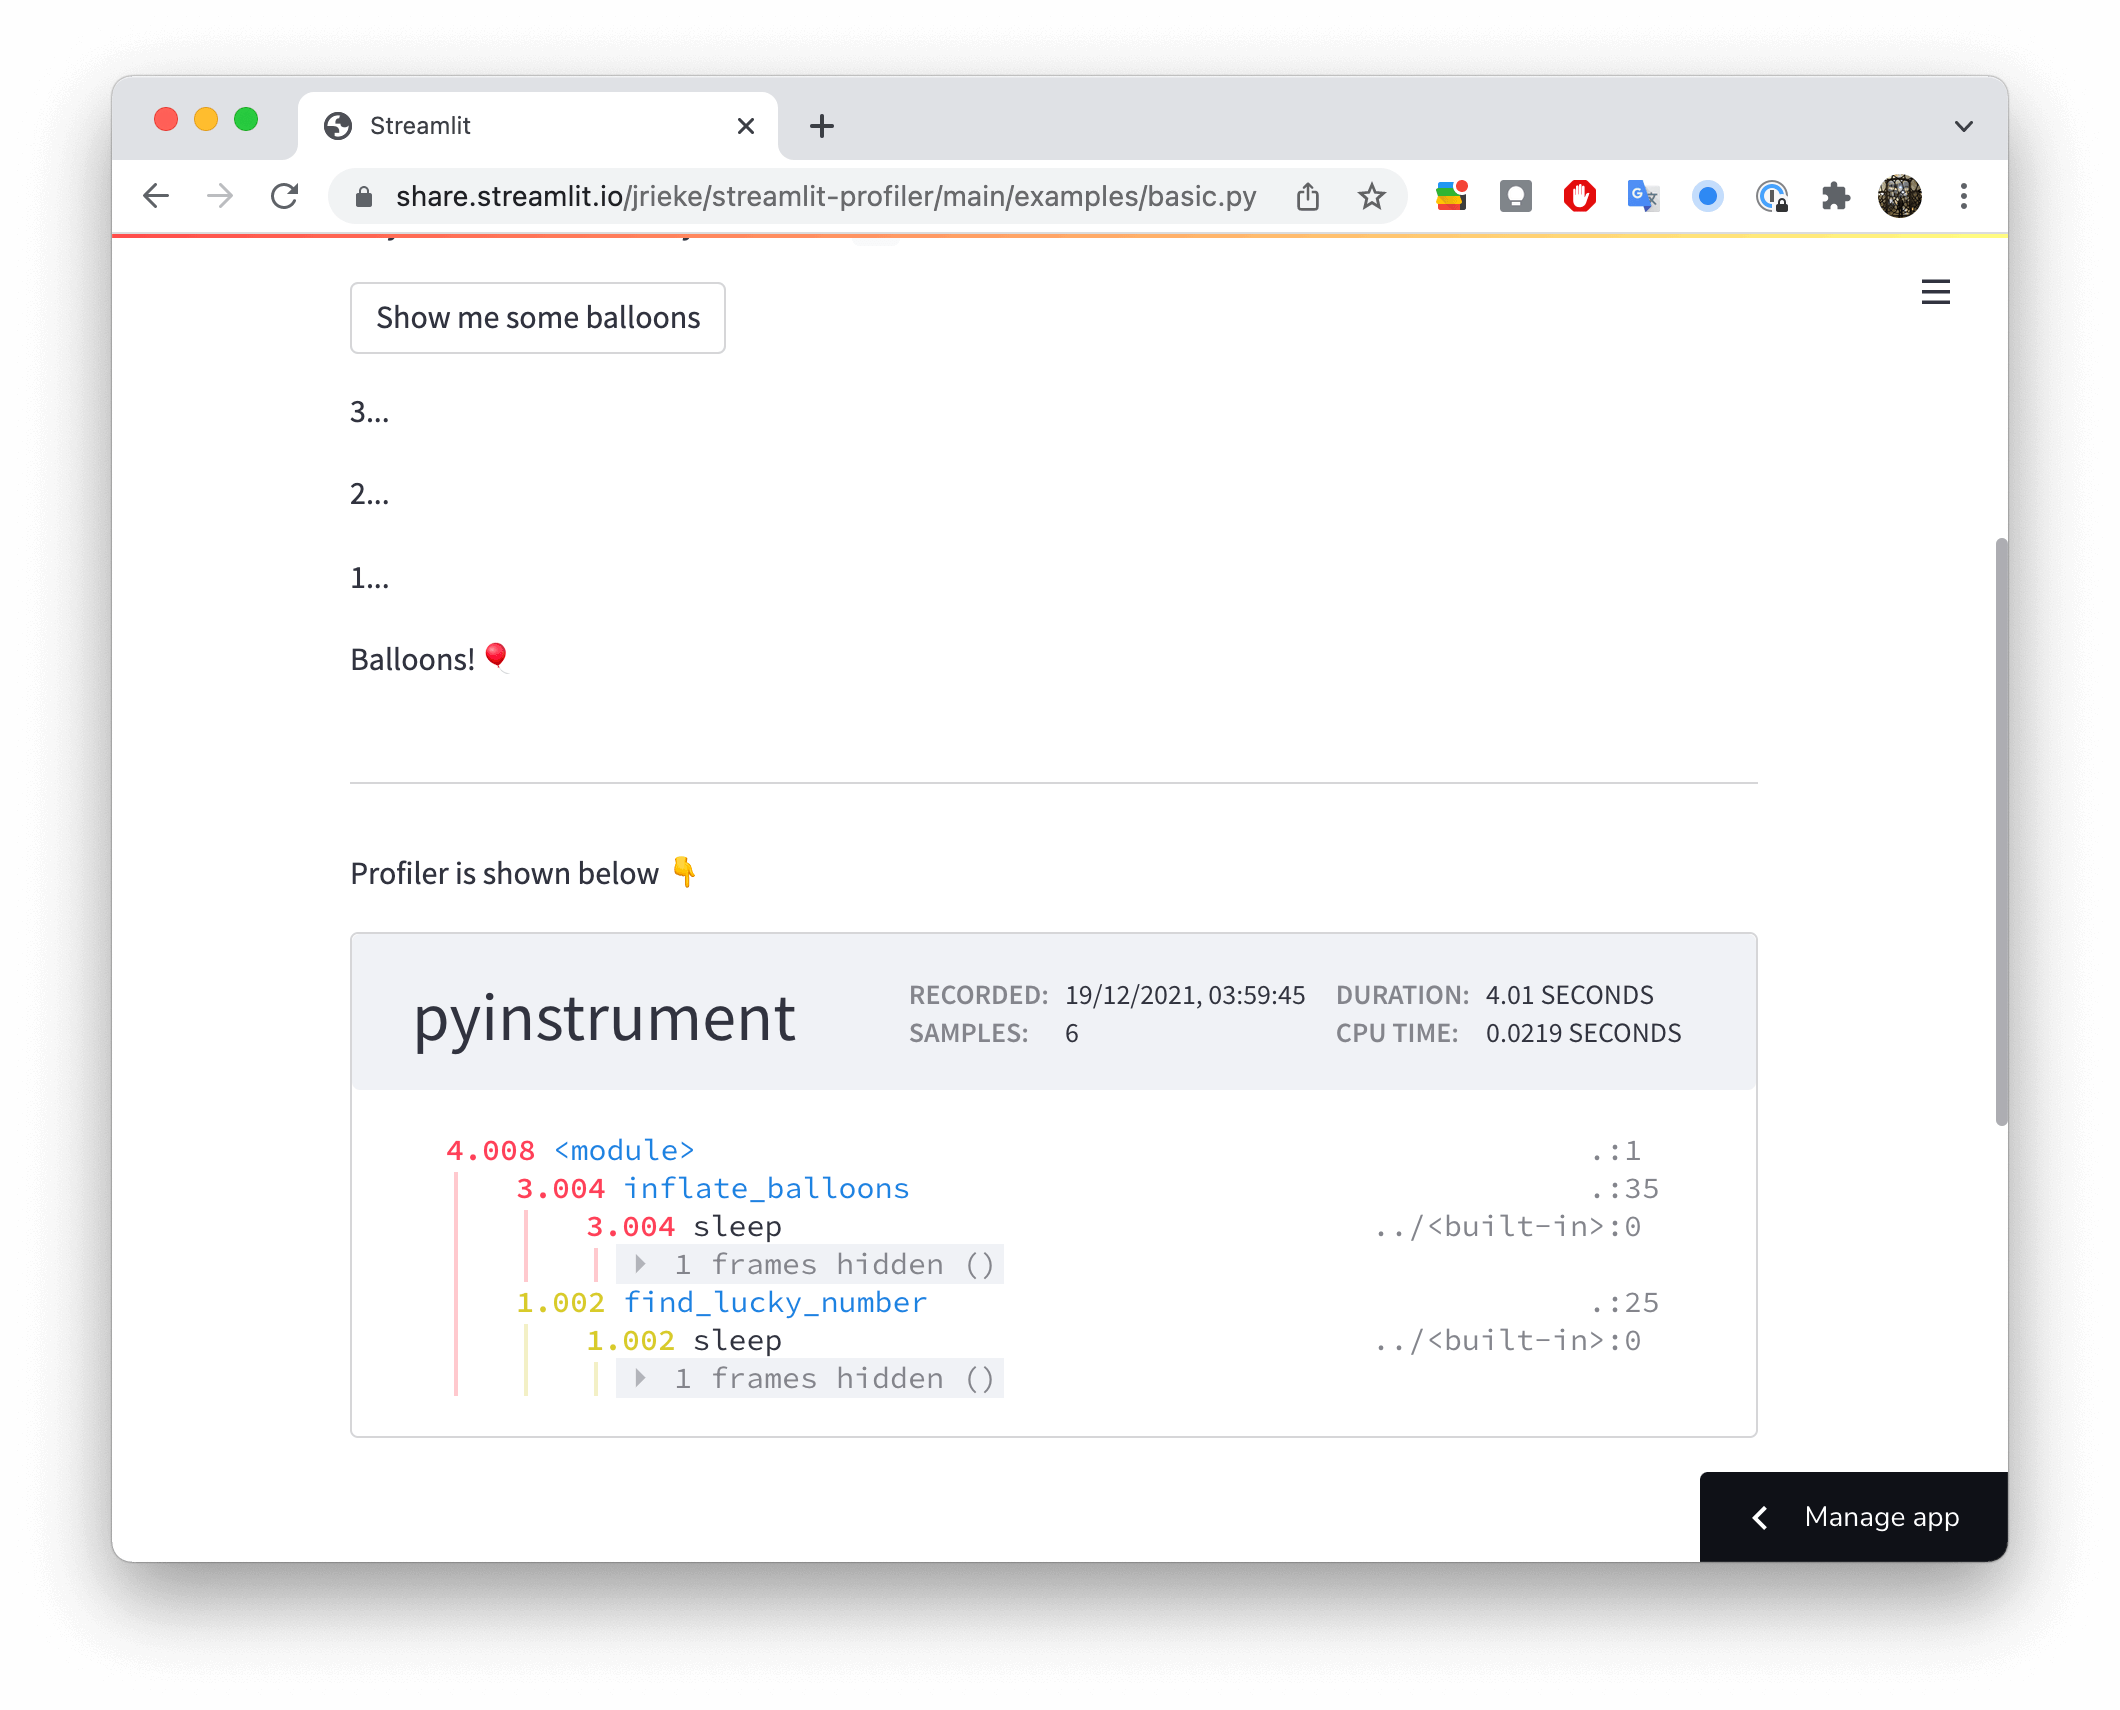 Streamlit
share.streamlit.io/jrieke/streamlit-profiler/main/examples/basic.py
Show me some balloons
3...
2...
1...
Balloons! 🎈
Profiler is shown below 👇
pyinstrument
RECORDED: 19/12/2021, 03:59:45 DURATION: 4.01 SECONDS
SAMPLES: 6 CPU TIME: 0.0219 SECONDS
4.008 <module> .:1
3.004 inflate_balloons .:35
3.004 sleep ../<built-in>:0
1 frames hidden ()
1.002 find_lucky_number .:25
1.002 sleep ../<built-in>:0
1 frames hidden ()
Manage app